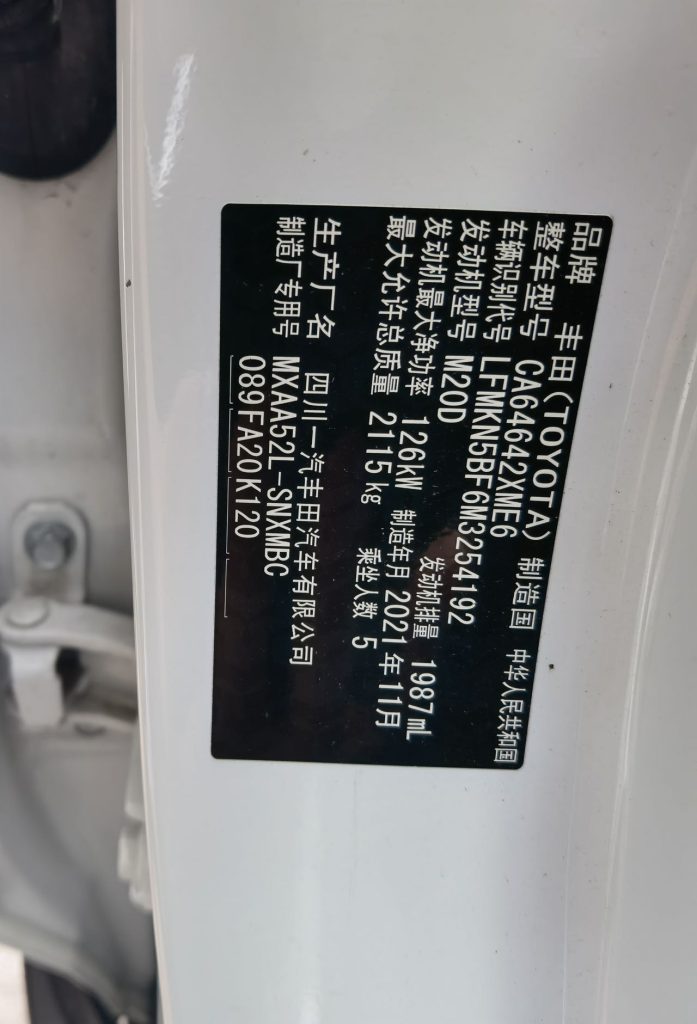 品牌 丰田(TOYOTA) 制造国 中华人民共和国
整车型号 CA64642XME6
车辆识别代号 LFMKN5BF6M3254192
发动机型号 M20D 发动机排量 1987mL
发动机最大净功率 126kW 制造年月 2021年11月
最大允许总质量 2115kg 乘坐人数 5
生产厂名 四川一汽丰田汽车有限公司
制造厂专用号 MXAA52L-SNXMBC
089FA20K120